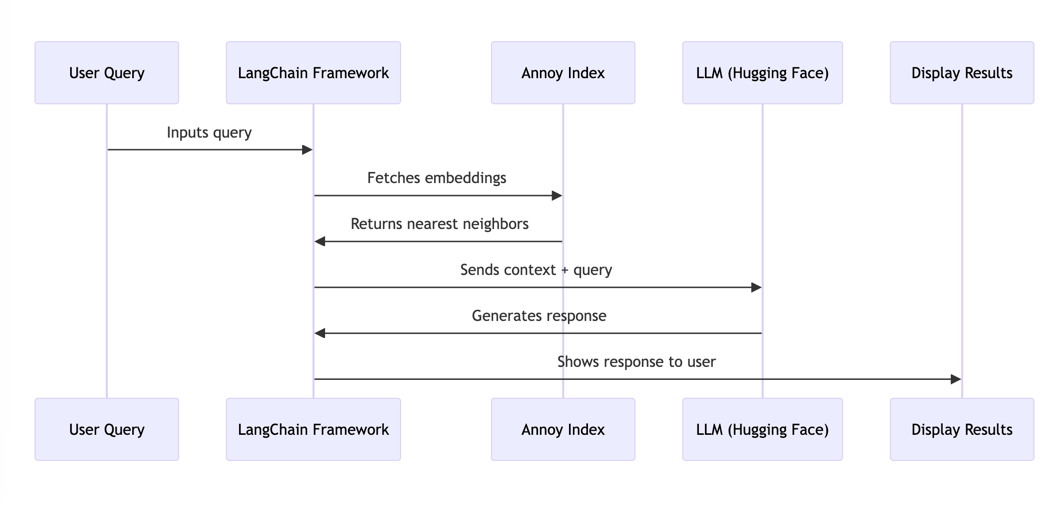 User Query
LangChain Framework
Annoy Index
LLM (Hugging Face)
Display Results
Inputs query
Fetches embeddings
Returns nearest neighbors
Sends context + query
Generates response
Shows response to user
User Query
LangChain Framework
Annoy Index
LLM (Hugging Face)
Display Results